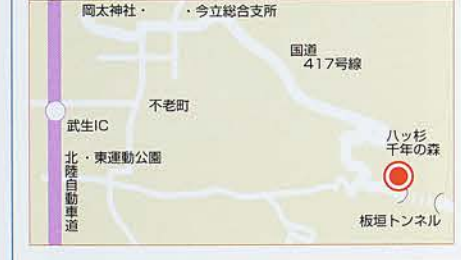 岡太神社・
・今立総合支所
国道
417号線
不老町
武生IC
八ッ杉
千年の森
・東運動公園
北陸自動車道
板垣トンネル